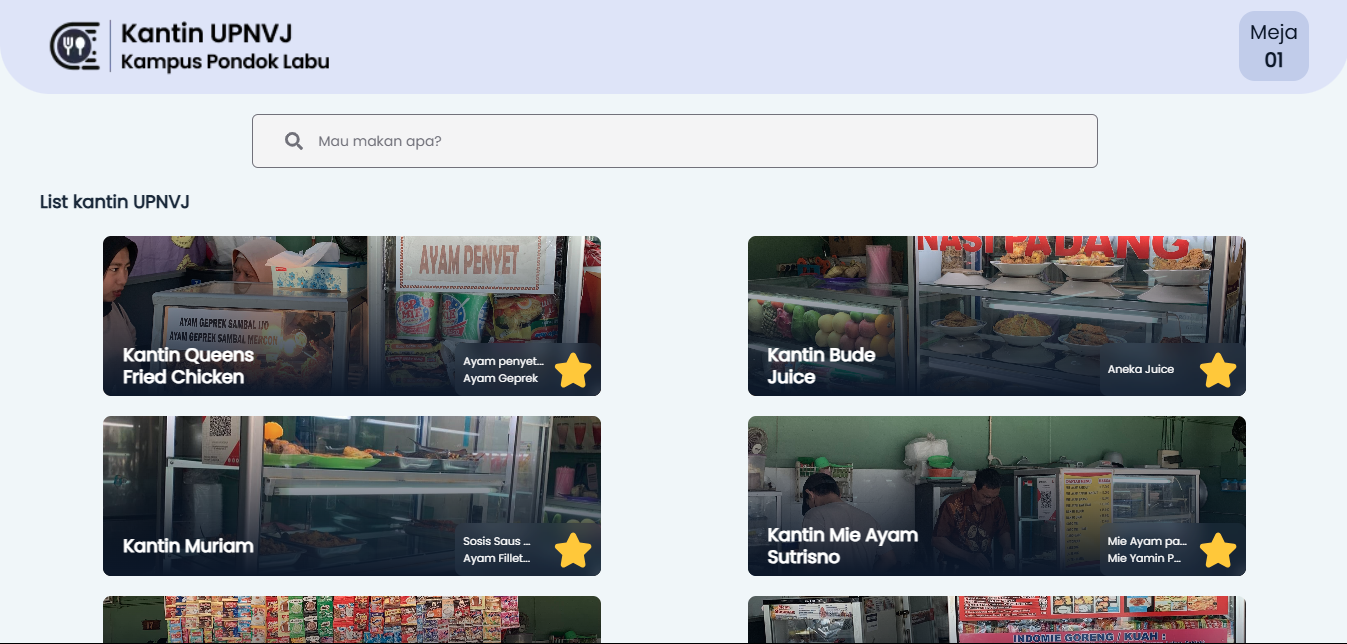 Kantin UPNVJ
Kampus Pondok Labu
Meja
01
Mau makan apa?
List kantin UPNVJ
AYAM PENYET
AYAM GEPREK SAMBAL IJO
AYAM GEPREK SAMBAL MERCON
Kantin Queens
Fried Chicken
Ayam penyet...
Ayam Geprek
NASI PADANG
Kantin Bude
Juice
Aneka Juice
Kantin Muriam
Sosis Saus ...
Ayam Fillet...
Kantin Mie Ayam
Sutrisno
Mie Ayam pa...
Mie Yamin P...
INDOMIE GORENG / KUAH :